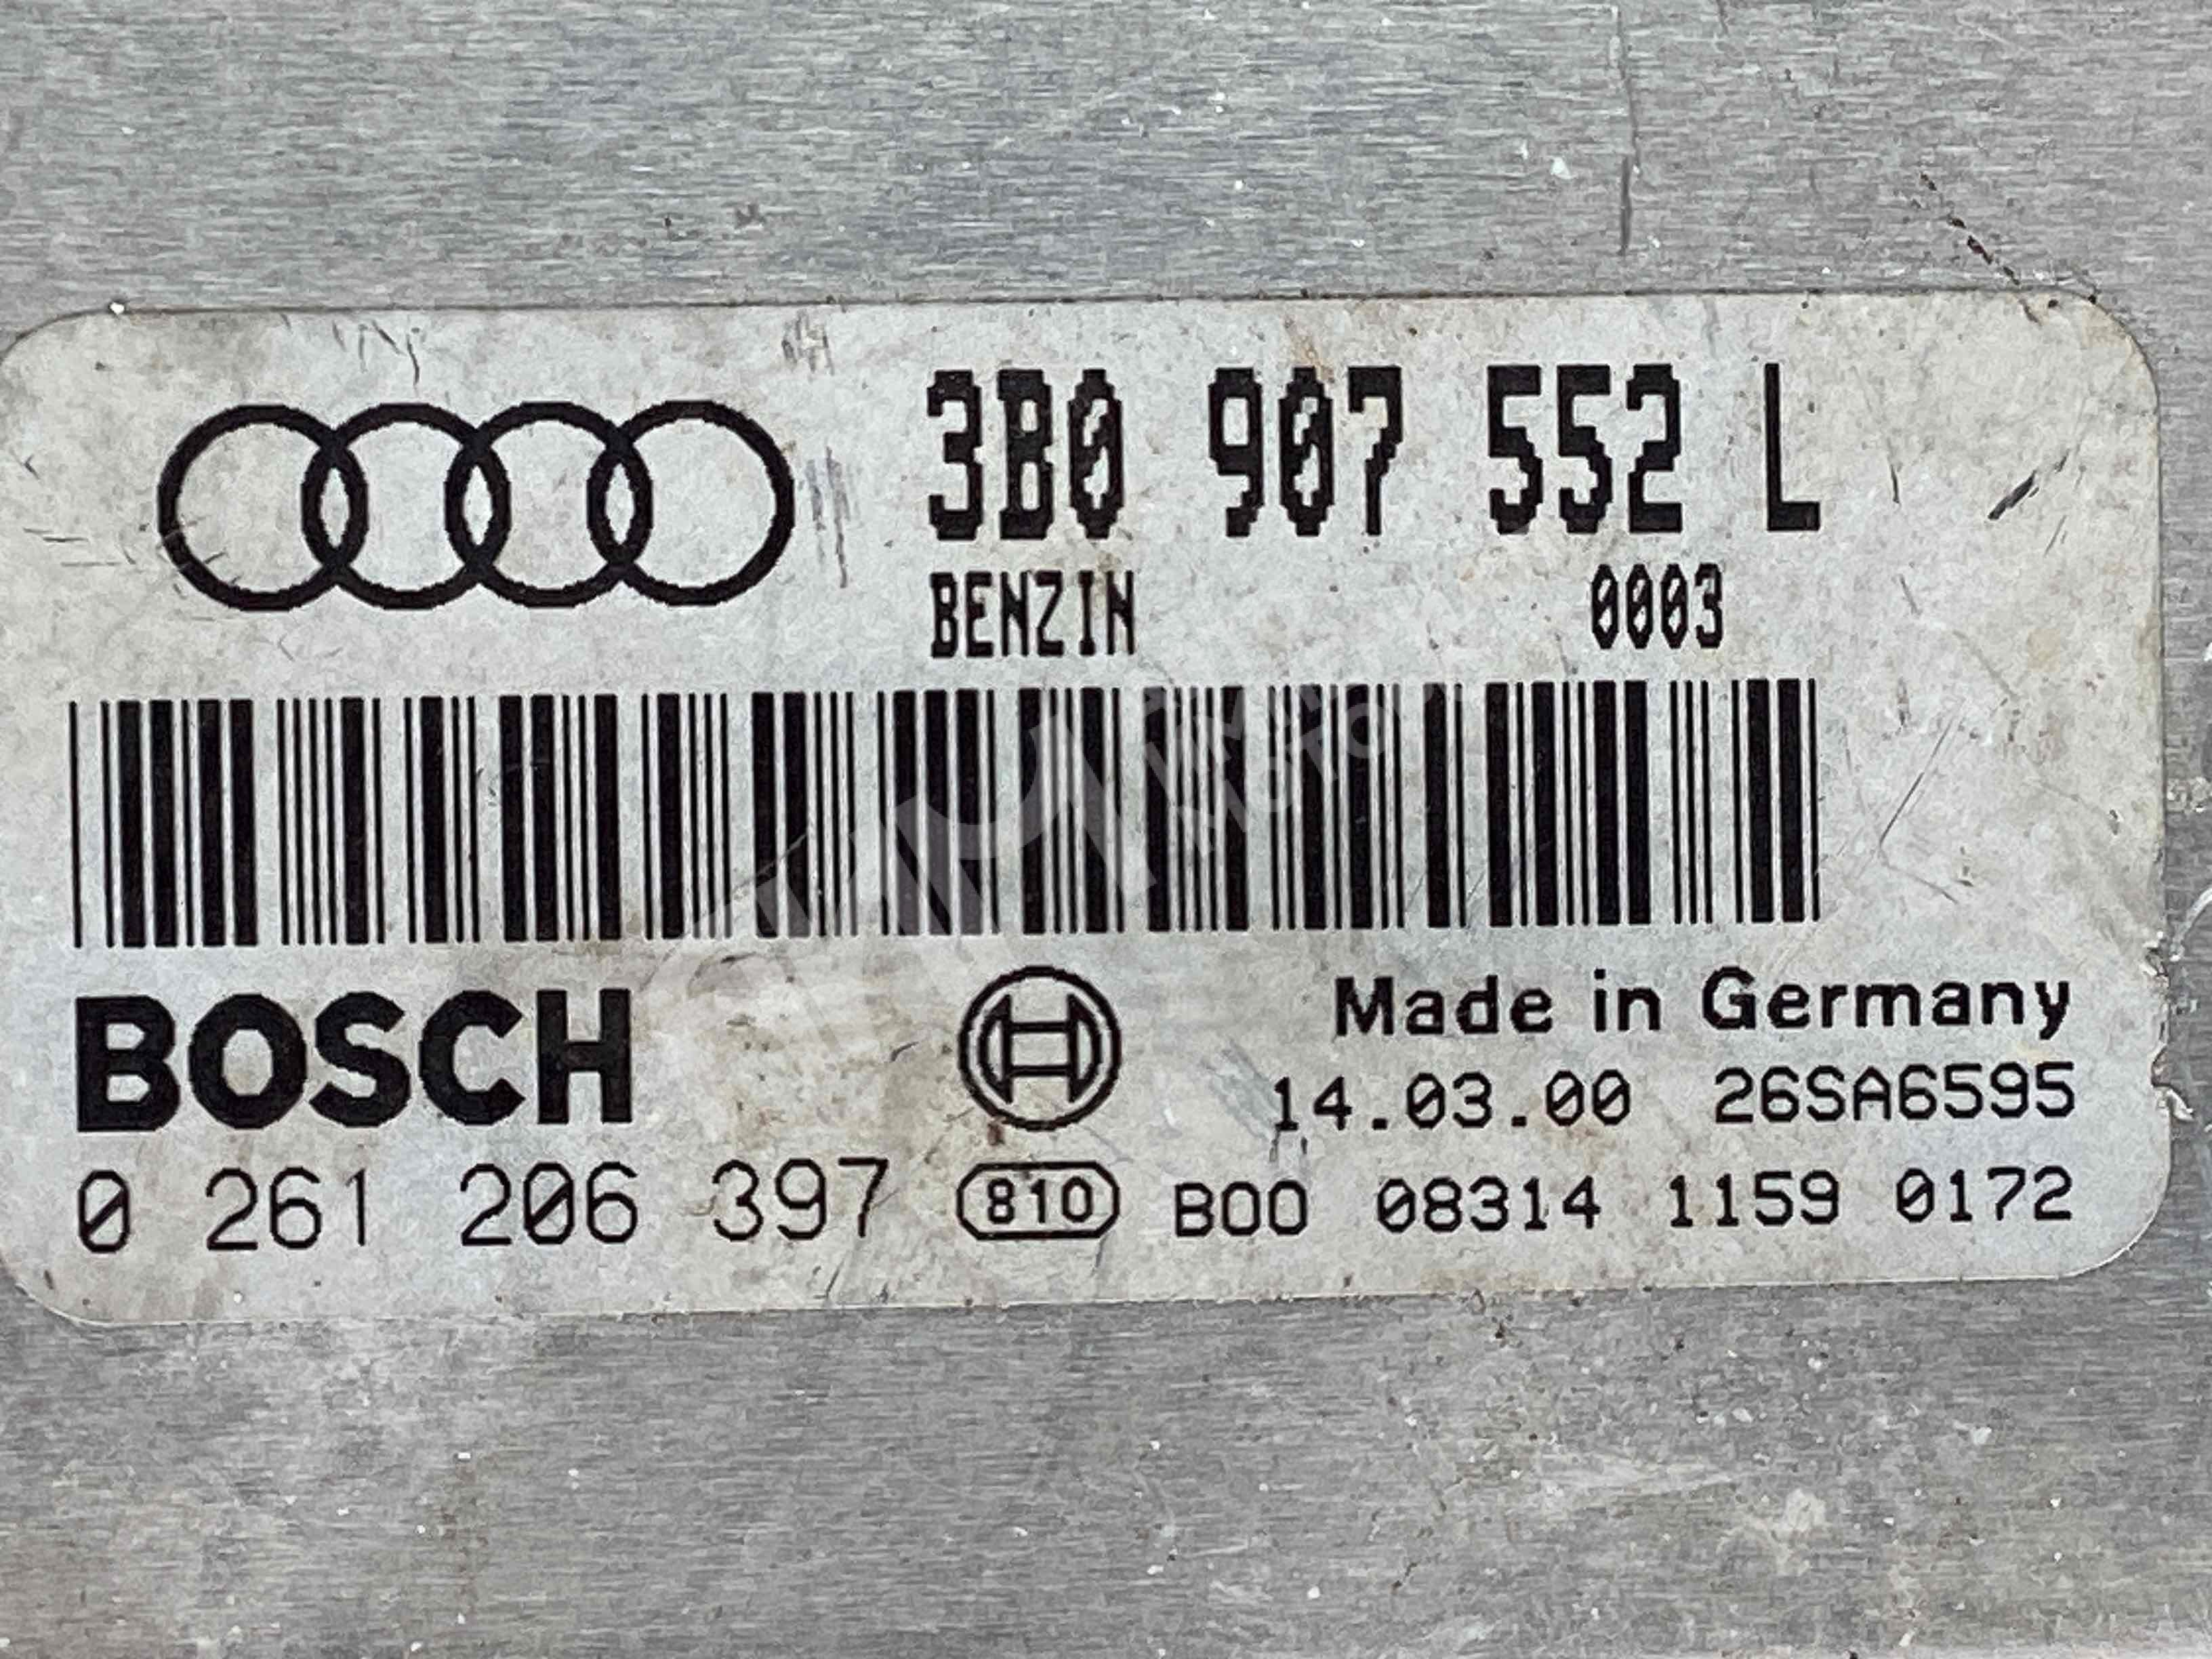 3B0 907 552 L
BENZIN 0003
BOSCH Made in Germany
14.03.00 26SA6595
0 261 206 397 810 B00 08314 1159 0172